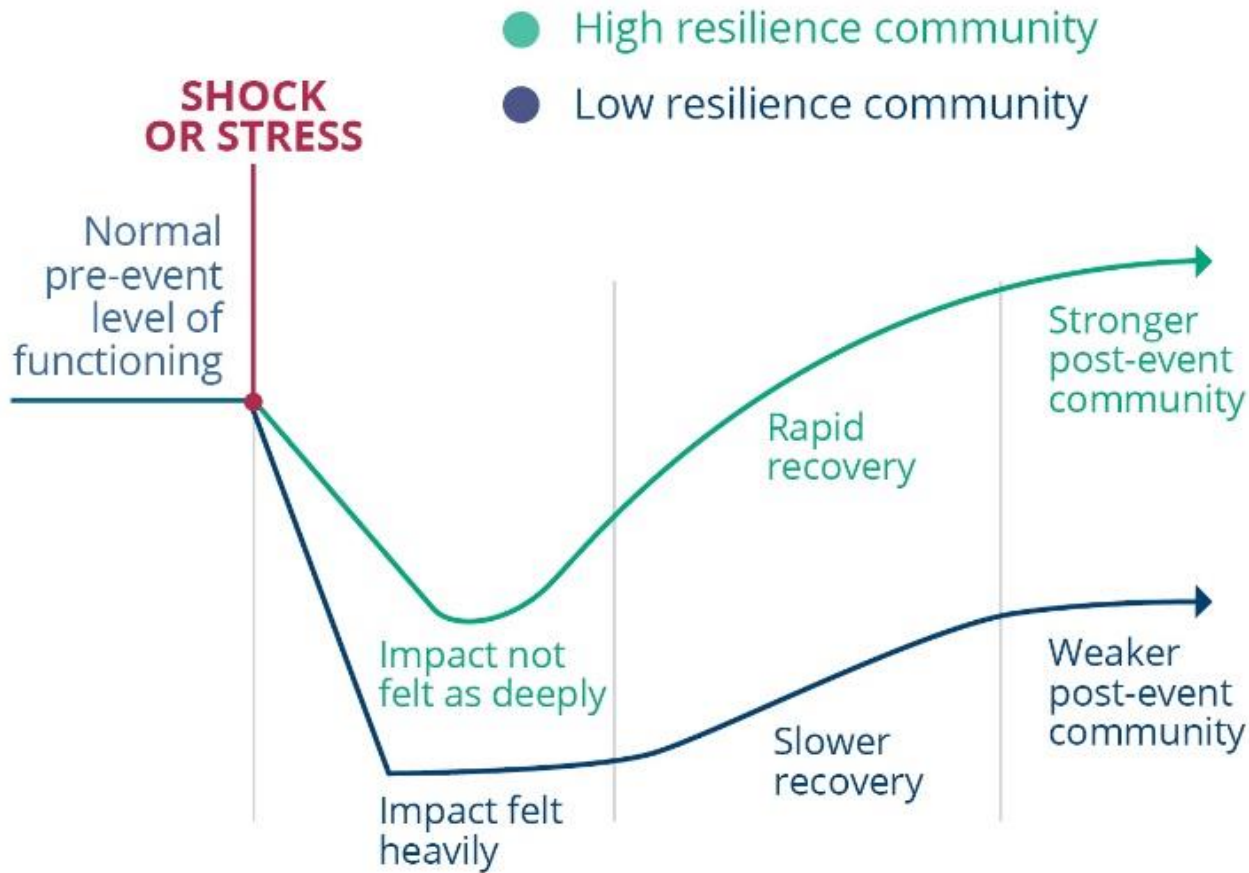 High resilience community
Low resilience community
SHOCK
OR STRESS
Normal
pre-event
level of
functioning
Impact not
felt as deeply
Rapid
recovery
Stronger
post-event
community
Impact felt
heavily
Slower
recovery
Weaker
post-event
community